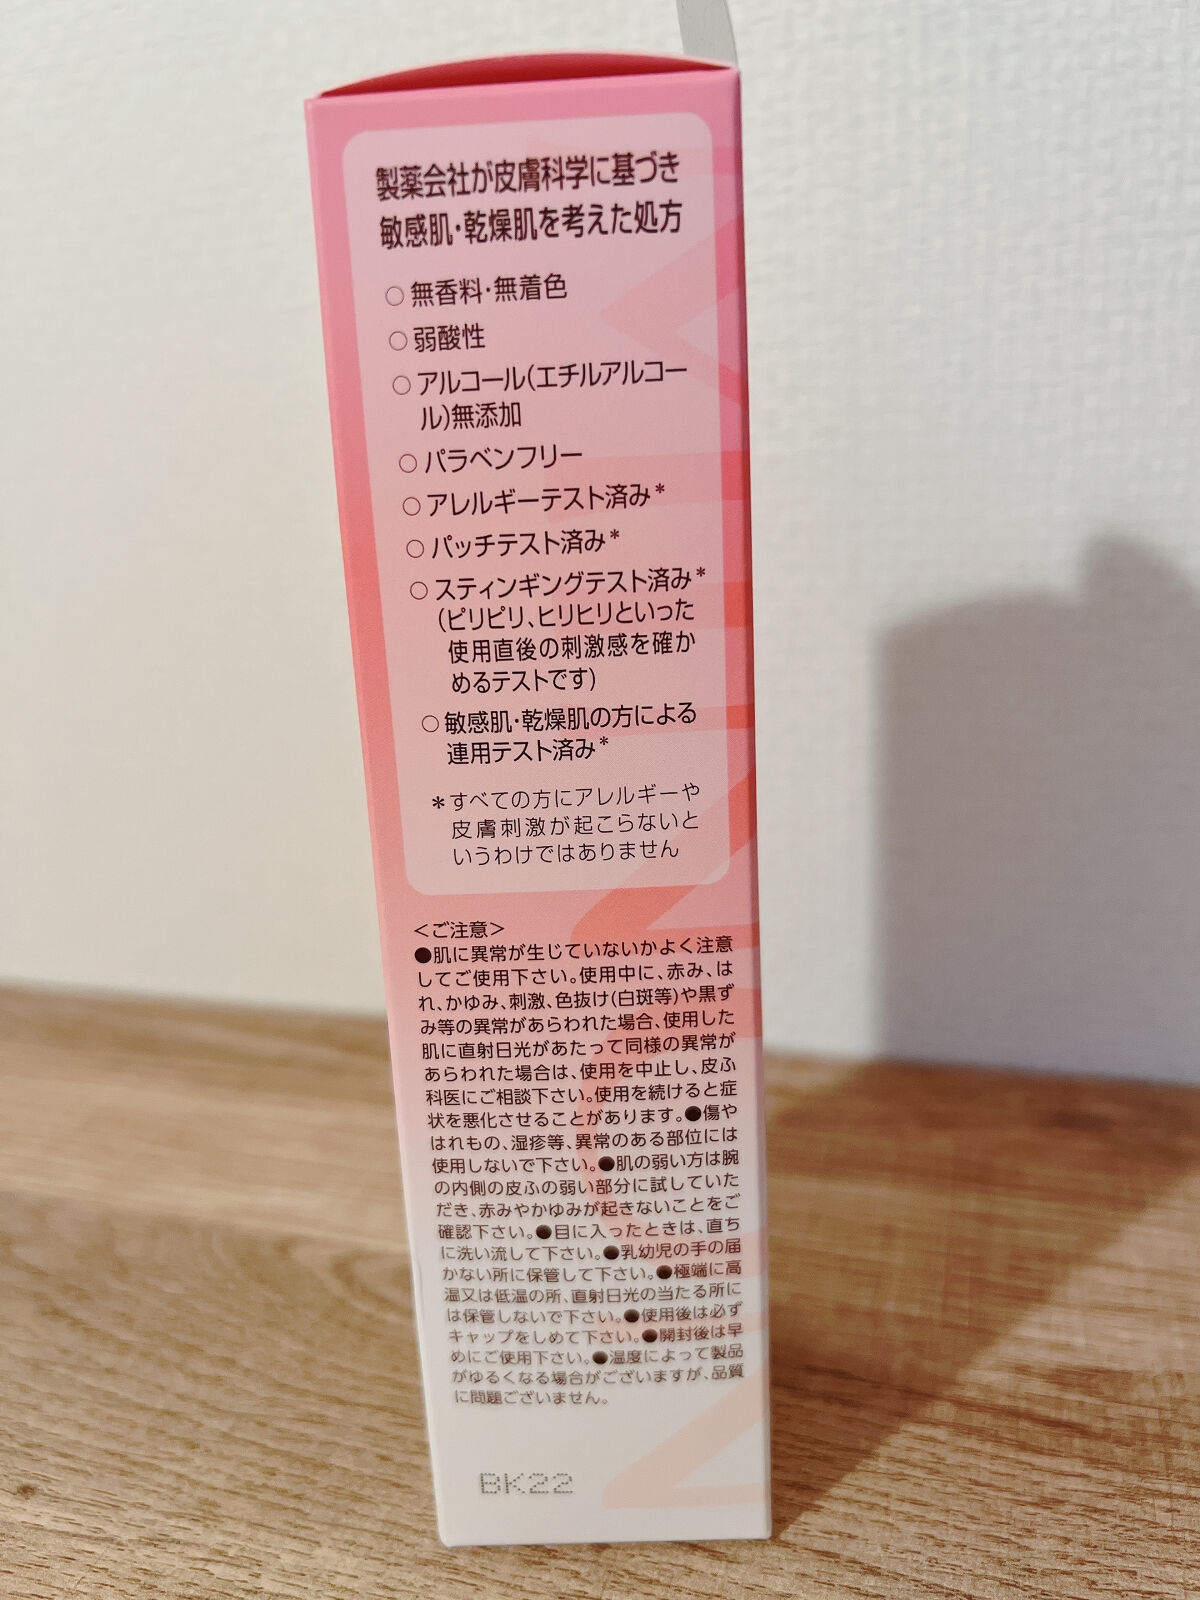 製薬会社が皮膚科学に基づき
敏感肌・乾燥肌を考えた処方
○ 無香料・無着色
○ 弱酸性
○ アルコール(エチルアルコー
ル)無添加
○ パラベンフリー
○ アレルギーテスト済み*
○ パッチテスト済み*
○ スティンギングテスト済み*
(ピリピリ、ヒリヒリといった
使用直後の刺激感を確か
めるテストです)
○ 敏感肌・乾燥肌の方による
連用テスト済み*
*すべての方にアレルギーや
皮膚刺激が起こらないと
いうわけではありません
<ご注意>
●肌に異常が生じていないかよく注意
してご使用下さい。使用中に、赤み、は
れ、かゆみ、刺激、色抜け(白斑等)や黒ず
み等の異常があらわれた場合、使用した
肌に直射日光があたって同様の異常が
あらわれた場合は、使用を中止し、皮ふ
科医にご相談下さい。使用を続けると症
状を悪化させることがあります。●傷や
はれもの、湿疹等、異常のある部位には
使用しないで下さい。●肌の弱い方は腕
の内側の皮ふの弱い部分に試していた
だき、赤みやかゆみが起きないことをご
確認下さい。●目に入ったときは、直ち
に洗い流して下さい。●乳幼児の手の届
かない所に保管して下さい。●極端に高
温又は低温の所、直射日光の当たる所に
は保管しないで下さい。●使用後は必ず
キャップをしめて下さい。●開封後は早
めにご使用下さい。●温度によって製品
がゆるくなる場合がございますが、品質
に問題ございません。
BK22